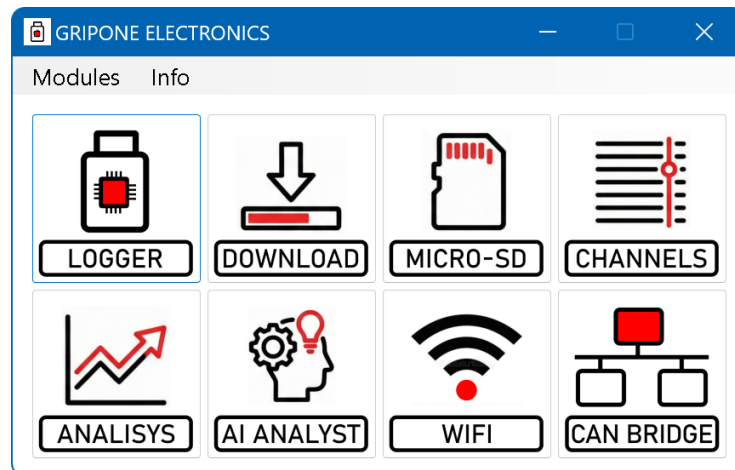 GRIPONE ELECTRONICS
Modules Info
LOGGER DOWNLOAD MICRO-SD CHANNELS
ANALISYS AI ANALYST WIFI CAN BRIDGE